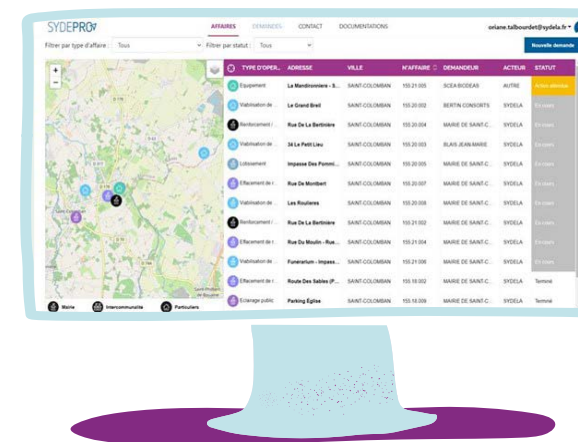 SYDEPRO
AFFAIRES DEMANDES CONTACT DOCUMENTATIONS oriane.talbourdet@sydela.fr
Filtrer par type d'affaire : Tous Filtrer par statut : Tous Nouvelle demande
TYPE D'OPER... ADRESSE VILLE N°AFFAIRE DEMANDEUR ACTEUR STATUT
Equipement Le Mandironniere - S... SAINT-COLOMBAN 155.21.005 SCEA BIODEAS AUTRE Action attendue
Viabilisation de ... Le Grand Breil SAINT-COLOMBAN 155.20.002 BERTIN CONSORTS SYDELA En cours
Renforcement / ... Rue De La Bertiniere SAINT-COLOMBAN 155.20.004 MAIRIE DE SAINT-C... SYDELA En cours
Viabilisation de ... 34 Le Petit Lieu SAINT-COLOMBAN 155.20.003 BLAIS JEAN-MARIE SYDELA En cours
Lotissement Impasse Des Pommi... SAINT-COLOMBAN 155.20.005 MAIRIE DE SAINT-C... SYDELA En cours
Effacement de r... Rue De Montbert SAINT-COLOMBAN 155.20.007 MAIRIE DE SAINT-C... SYDELA En cours
Viabilisation de ... Les Roulieres SAINT-COLOMBAN 155.20.008 MAIRIE DE SAINT-C... SYDELA En cours
Renforcement / ... Rue De La Bertiniere SAINT-COLOMBAN 155.21.002 MAIRIE DE SAINT-C... SYDELA En cours
Effacement de r... Rue Du Moulin - Rue... SAINT-COLOMBAN 155.21.004 MAIRIE DE SAINT-C... SYDELA En cours
Viabilisation de ... Funerarium - Impass... SAINT-COLOMBAN 155.21.006 MAIRIE DE SAINT-C... SYDELA En cours
Effacement de r... Route Des Sables (P... SAINT-COLOMBAN 155.18.002 MAIRIE DE SAINT-C... SYDELA Terminé
Eclairage public Parking Eglise SAINT-COLOMBAN 155.18.009 MAIRIE DE SAINT-C... SYDELA Terminé
Mairie Intercommunalité Particuliers